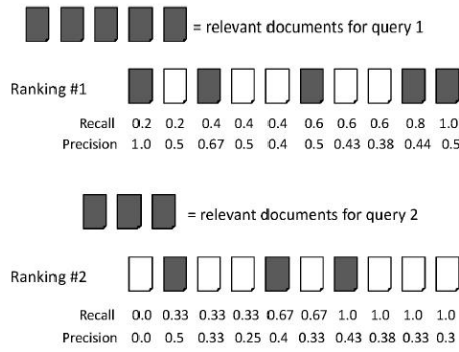 = relevant documents for query 1
Ranking #1
Recall 0.2 0.2 0.4 0.4 0.4 0.6 0.6 0.6 0.8 1.0
Precision 1.0 0.5 0.67 0.5 0.4 0.5 0.43 0.38 0.44 0.5
= relevant documents for query 2
Ranking #2
Recall 0.0 0.33 0.33 0.33 0.67 0.67 1.0 1.0 1.0 1.0
Precision 0.0 0.5 0.33 0.25 0.4 0.33 0.43 0.38 0.33 0.3